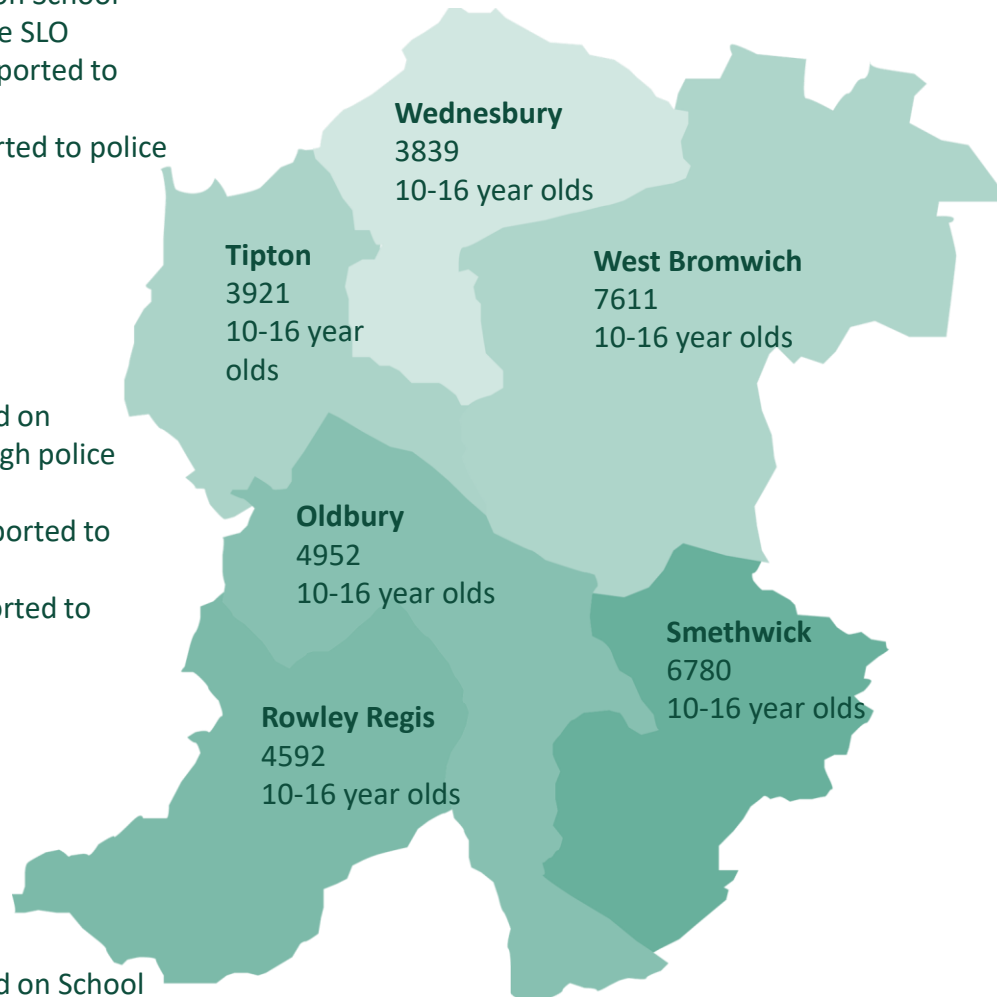 on School
e SLO
ported to
rted to police
Wednesbury
3839
10-16 year olds
Tipton
3921
10-16 year
olds
West Bromwich
7611
10-16 year olds
d on
gh police
ported to
orted to
Oldbury
4952
10-16 year olds
Smethwick
6780
10-16 year olds
Rowley Regis
4592
10-16 year olds
d on School